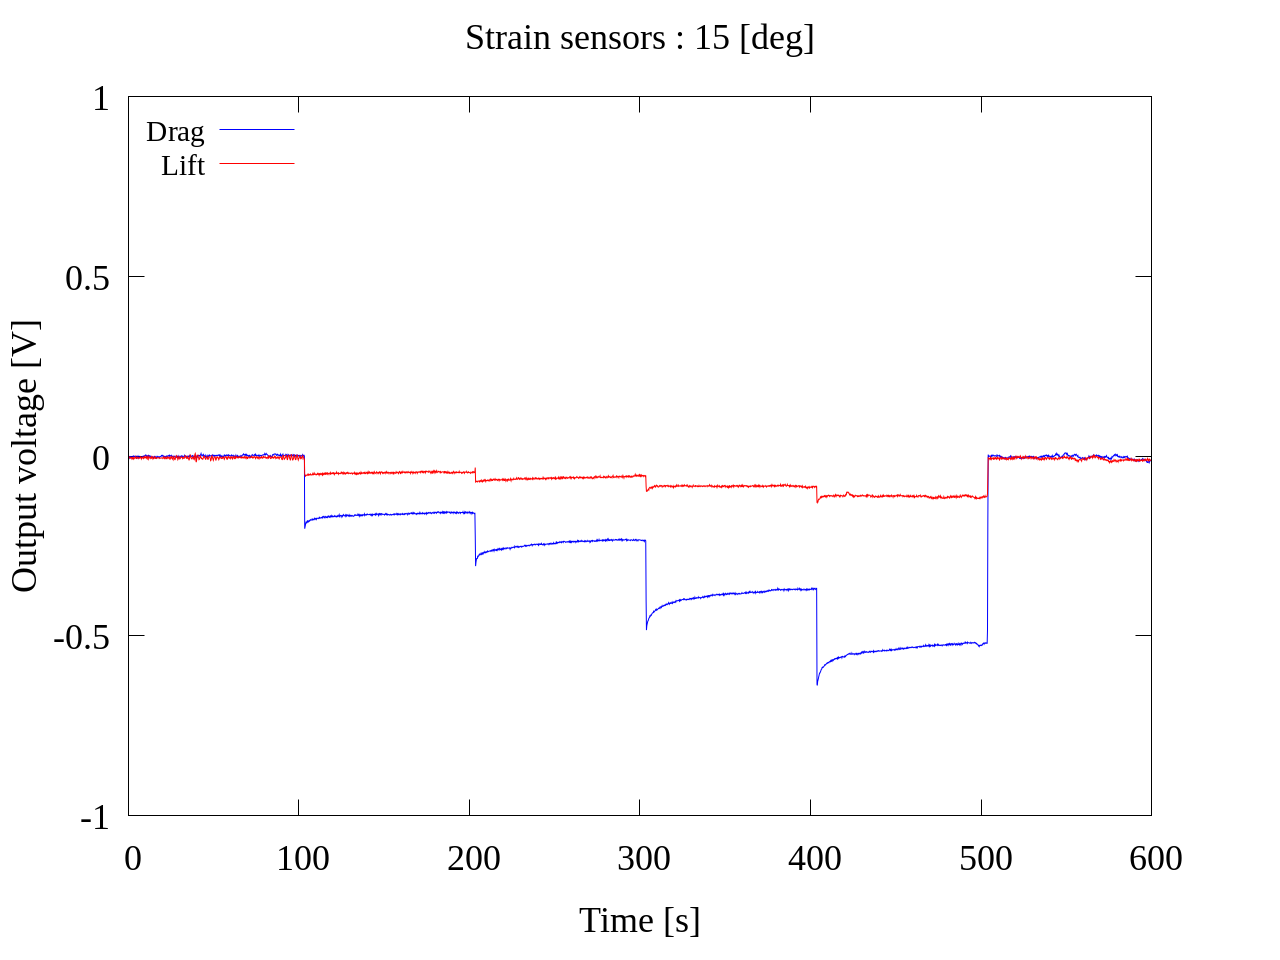 Strain sensors : 15 [deg]
Drag
Lift
1
0.5
0
-0.5
-1
Output voltage [V]
0 100 200 300 400 500 600
Time [s]